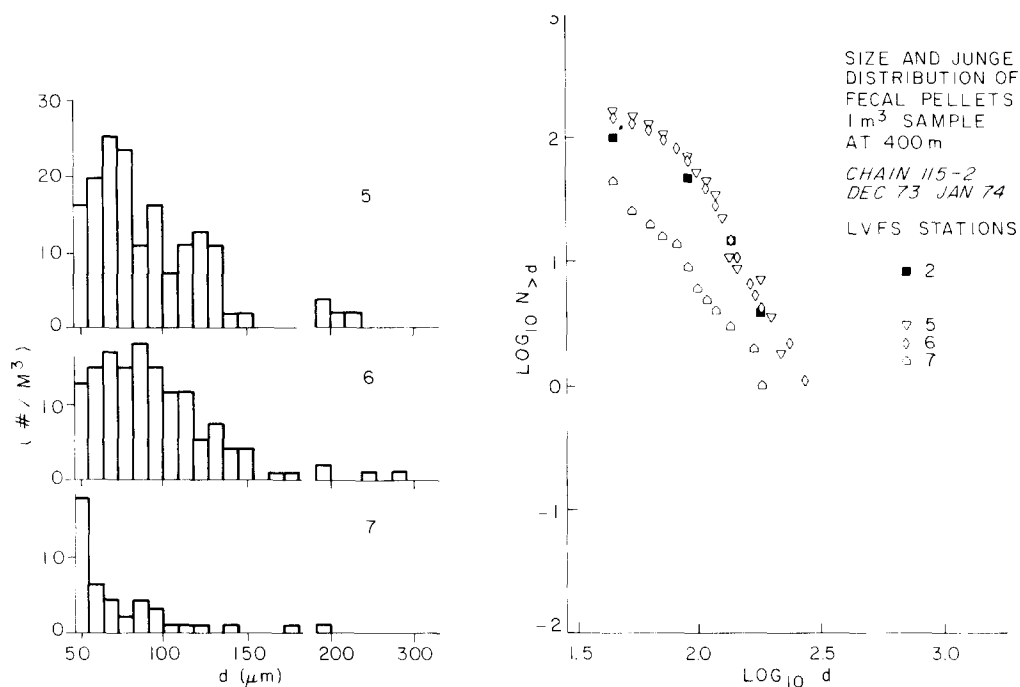 30
20
10
0
5
10
0
6
10
0
7
50 100 150 200 300
d (μm)
(#/M³)
3
2
1
0
-1
-2
1.5 2.0 2.5 3.0
LOG₁₀ d
LOG₁₀ N>d
SIZE AND JUNGE
DISTRIBUTION OF
FECAL PELLETS
1 m³ SAMPLE
AT 400 m
CHAIN 115-2
DEC 73 JAN 74
LVFS STATIONS
■ 2
▽ 5
◊ 6
⌂ 7